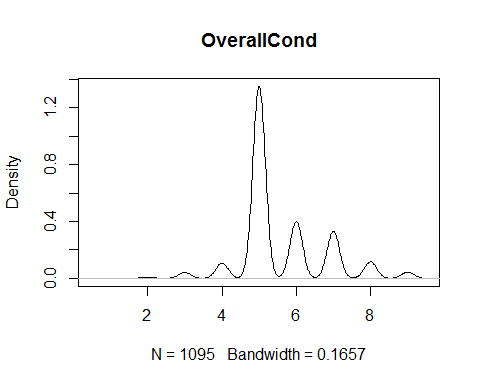 OverallCond
Density
0.0 0.4 0.8 1.2
2 4 6 8
N = 1095 Bandwidth = 0.1657